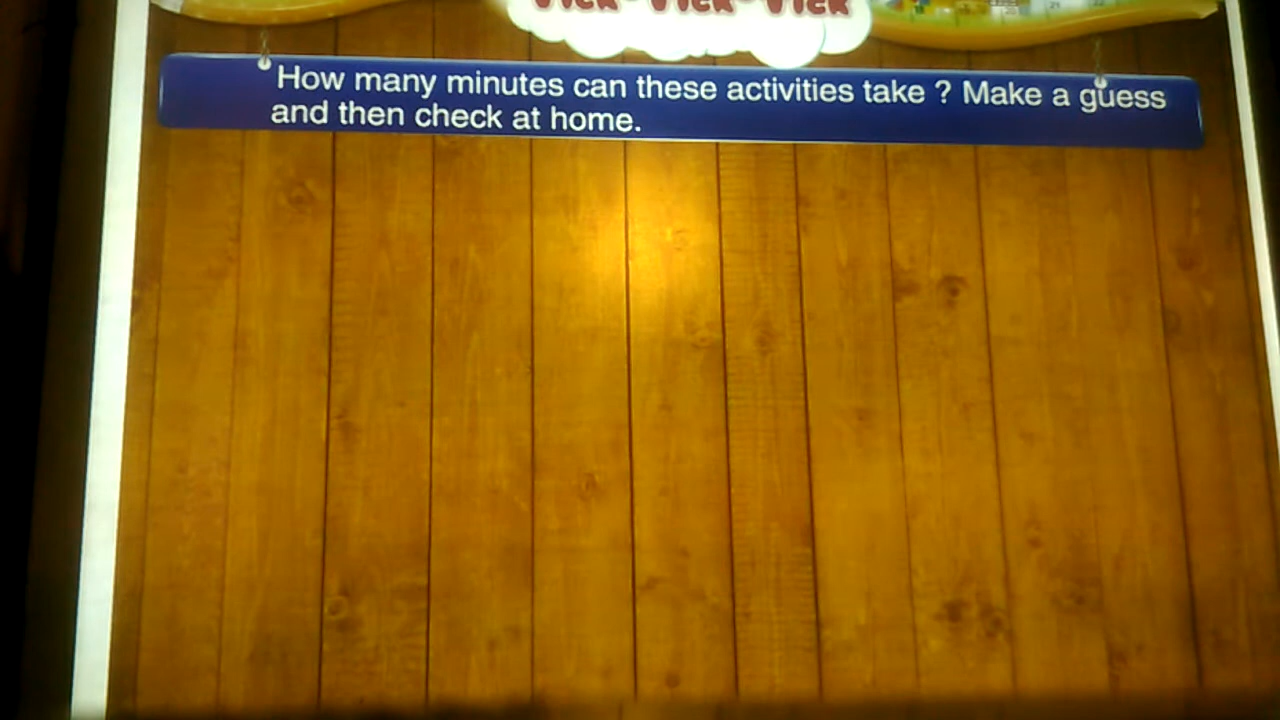 How many minutes can these activities take ? Make a guess
and then check at home.